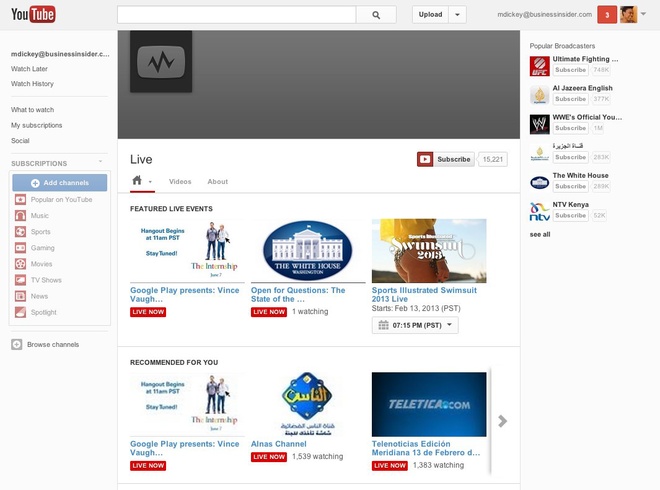 YouTube
Upload
mdickey@businessinsider.com
3
mdickey@businessinsider.c...
Watch Later
Watch History
What to watch
My subscriptions
Social
SUBSCRIPTIONS
Add channels
Popular on YouTube
Music
Sports
Gaming
Movies
TV Shows
News
Spotlight
Browse channels
Live
Subscribe 15,221
Videos About
FEATURED LIVE EVENTS
Hangout Begins
at 11am PST
Stay Tuned!
The Internship
June 7
Google Play presents: Vince
Vaugh...
LIVE NOW
THE WHITE HOUSE
WASHINGTON
Open for Questions: The
State of the ...
LIVE NOW 1 watching
Sports Illustrated
Swimsuit
2013
Sports Illustrated Swimsuit
2013 Live
Starts: Feb 13, 2013 (PST)
07:15 PM (PST)
RECOMMENDED FOR YOU
Hangout Begins
at 11am PST
Stay Tuned!
The Internship
June 7
Google Play presents: Vince
Vaugh...
LIVE NOW
الناس
Alnas Channel
LIVE NOW 1,539 watching
TELETICA.COM
Telenoticias Edición
Meridiana 13 de Febrero d...
LIVE NOW 1,383 watching
Popular Broadcasters
UFC
Ultimate Fighting ...
Subscribe 748K
Al Jazeera English
Subscribe 377K
WWE's Official You...
Subscribe 1M
قناة الجزيرة
Subscribe 283K
The White House
Subscribe 289K
ntv
NTV Kenya
Subscribe 52K
see all